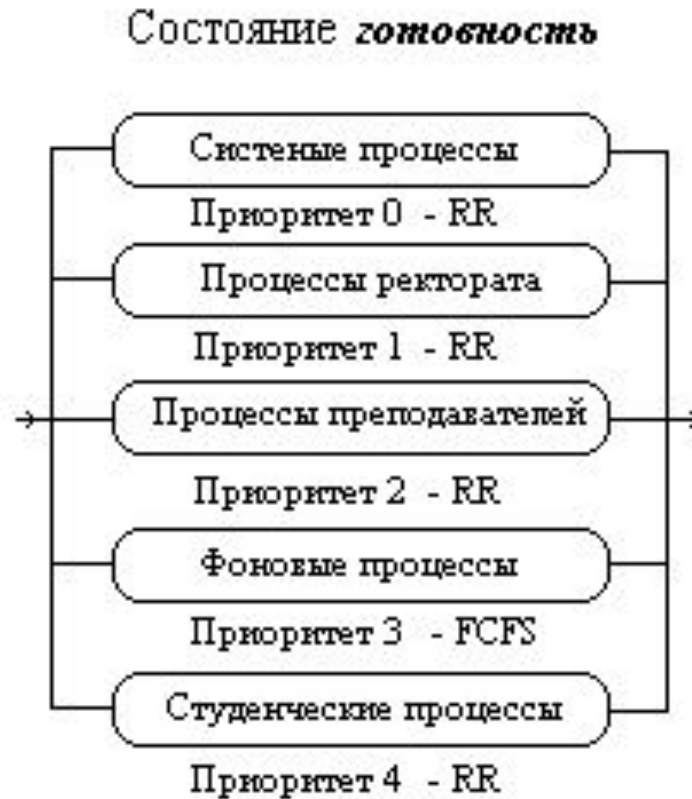 Состояние готовность
Систеные процессы
Приоритет 0 - RR
Процессы ректората
Приоритет 1 - RR
Процессы преподавателей
Приоритет 2 - RR
Фоновые процессы
Приоритет 3 - FCFS
Студенческие процессы
Приоритет 4 - RR